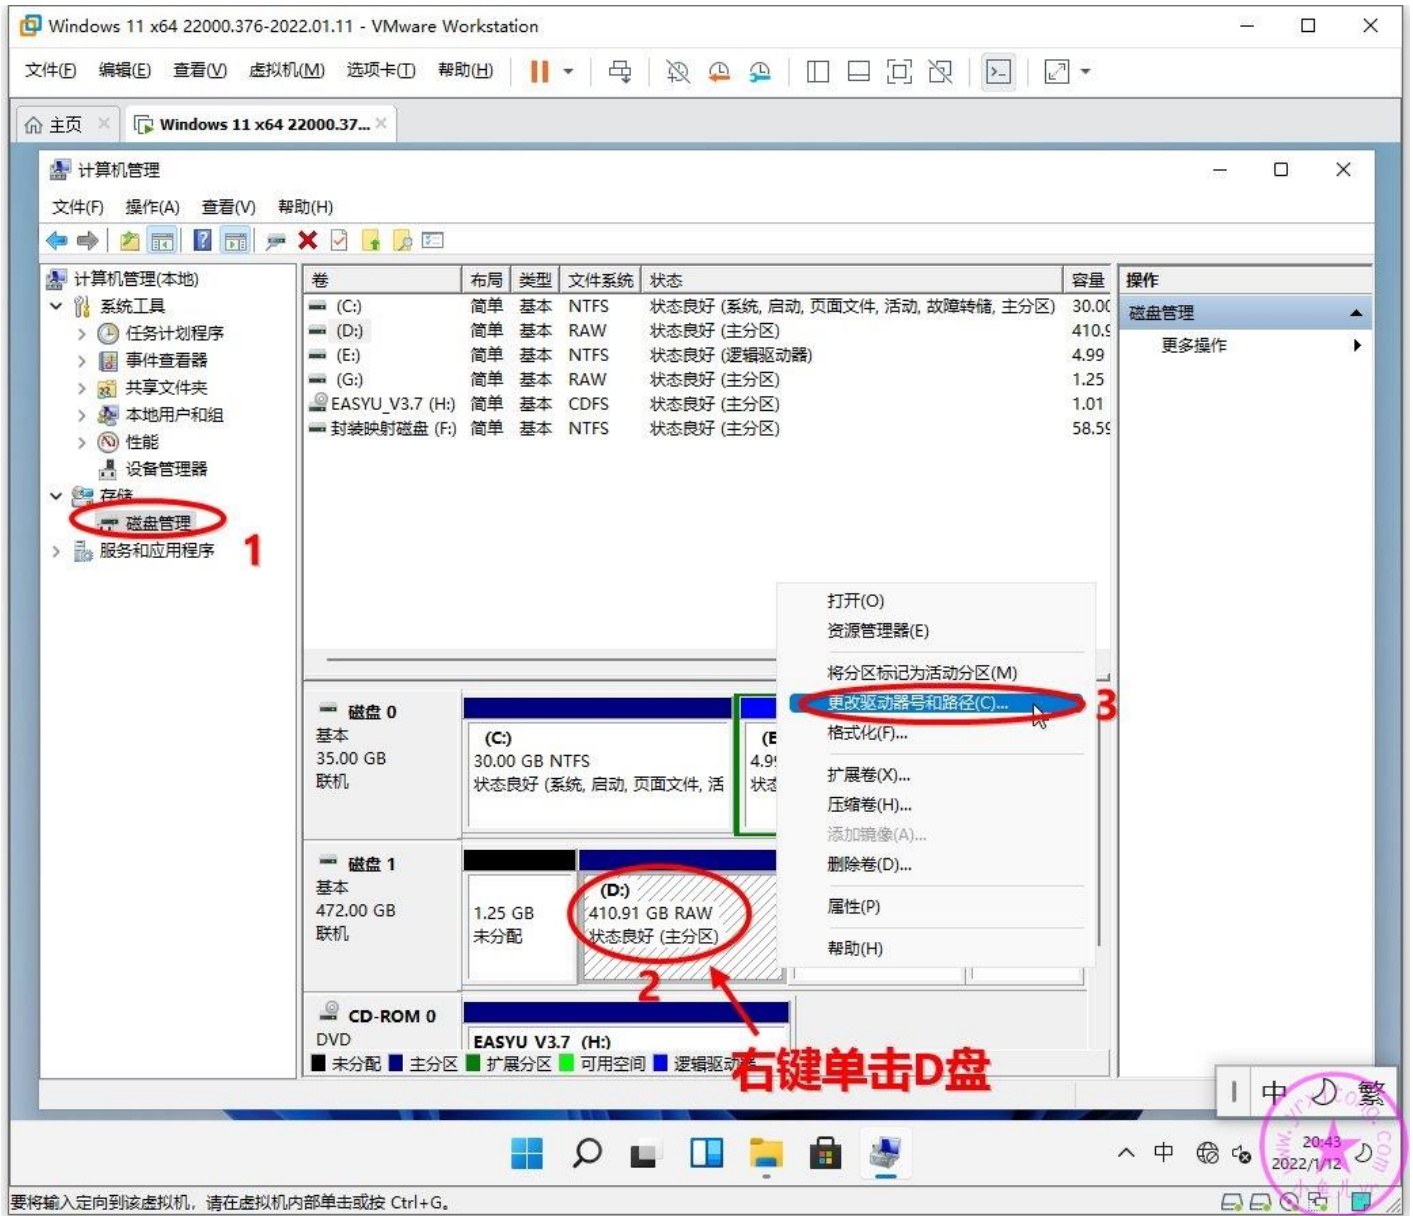 Windows 11 x64 22000.376-2022.01.11 - VMware Workstation
文件(F) 编辑(E) 查看(V) 虚拟机(M) 选项卡(T) 帮助(H)
主页 Windows 11 x64 22000.37...
计算机管理
文件(F) 操作(A) 查看(V) 帮助(H)
计算机管理(本地)
系统工具
任务计划程序
事件查看器
共享文件夹
本地用户和组
性能
设备管理器
存储
磁盘管理
服务和应用程序
1
卷 布局 类型 文件系统 状态 容量
(C:) 简单 基本 NTFS 状态良好 (系统, 启动, 页面文件, 活动, 故障转储, 主分区) 30.00
(D:) 简单 基本 RAW 状态良好 (主分区) 410.9
(E:) 简单 基本 NTFS 状态良好 (逻辑驱动器) 4.99
(G:) 简单 基本 RAW 状态良好 (主分区) 1.25
EASYU_V3.7 (H:) 简单 基本 CDFS 状态良好 (主分区) 1.01
封装映射磁盘 (F:) 简单 基本 NTFS 状态良好 (主分区) 58.59
操作
磁盘管理
更多操作
打开(O)
资源管理器(E)
将分区标记为活动分区(M)
更改驱动器号和路径(C)...
3
格式化(F)...
扩展卷(X)...
压缩卷(H)...
添加镜像(A)...
删除卷(D)...
属性(P)
帮助(H)
磁盘 0
基本
35.00 GB
联机
(C:)
30.00 GB NTFS
状态良好 (系统, 启动, 页面文件, 活
(E
4.9
状态
磁盘 1
基本
472.00 GB
联机
1.25 GB
未分配
(D:)
410.91 GB RAW
状态良好 (主分区)
2
CD-ROM 0
DVD
EASYU V3.7 (H:)
未分配 主分区 扩展分区 可用空间 逻辑驱动
右键单击D盘
中 繁
中 20:43
2022/1/12
小鱼儿yr
要将输入定向到该虚拟机，请在虚拟机内部单击或按 Ctrl+G。